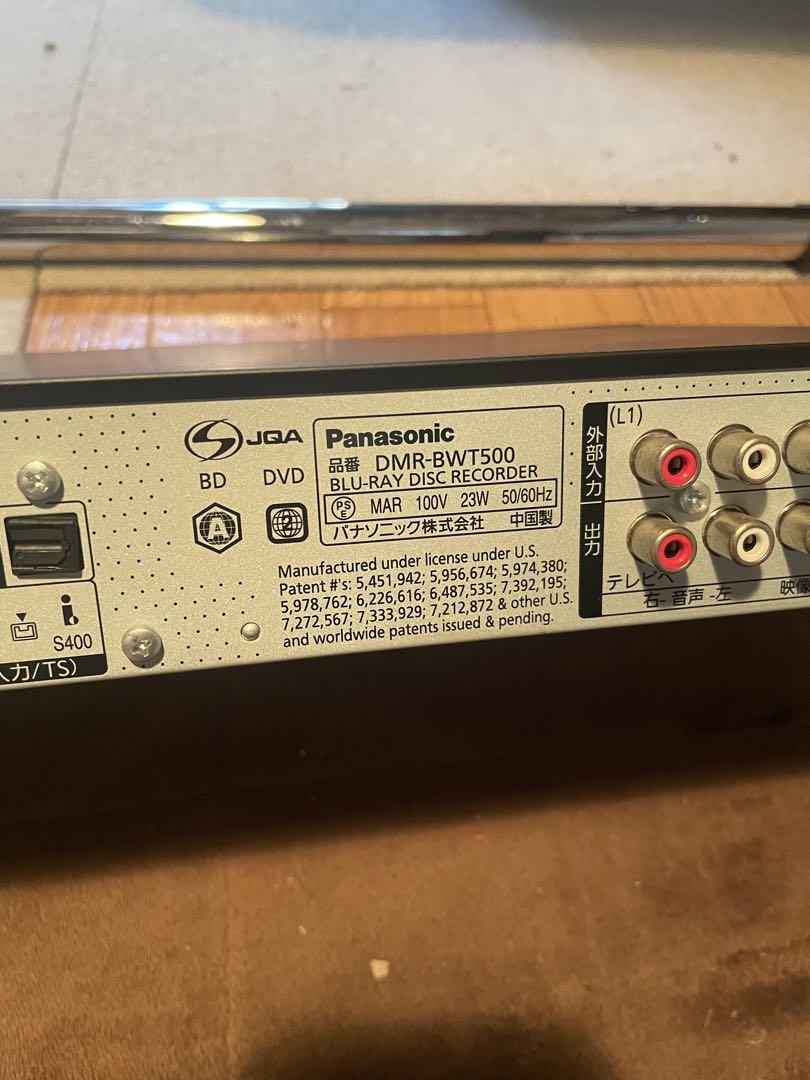 JQA
BD DVD
A 2
Panasonic
品番 DMR-BWT500
BLU-RAY DISC RECORDER
PSE MAR 100V 23W 50/60Hz
パナソニック株式会社 中国製
Manufactured under license under U.S.
Patent #'s: 5,451,942; 5,956,674; 5,974,380;
5,978,762; 6,226,616; 6,487,535; 7,392,195;
7,272,567; 7,333,929; 7,212,872 & other U.S.
and worldwide patents issued & pending.
S400
入力/TS)
(L1)
外部入力
出力
テレビへ
右- 音声 -左
映像